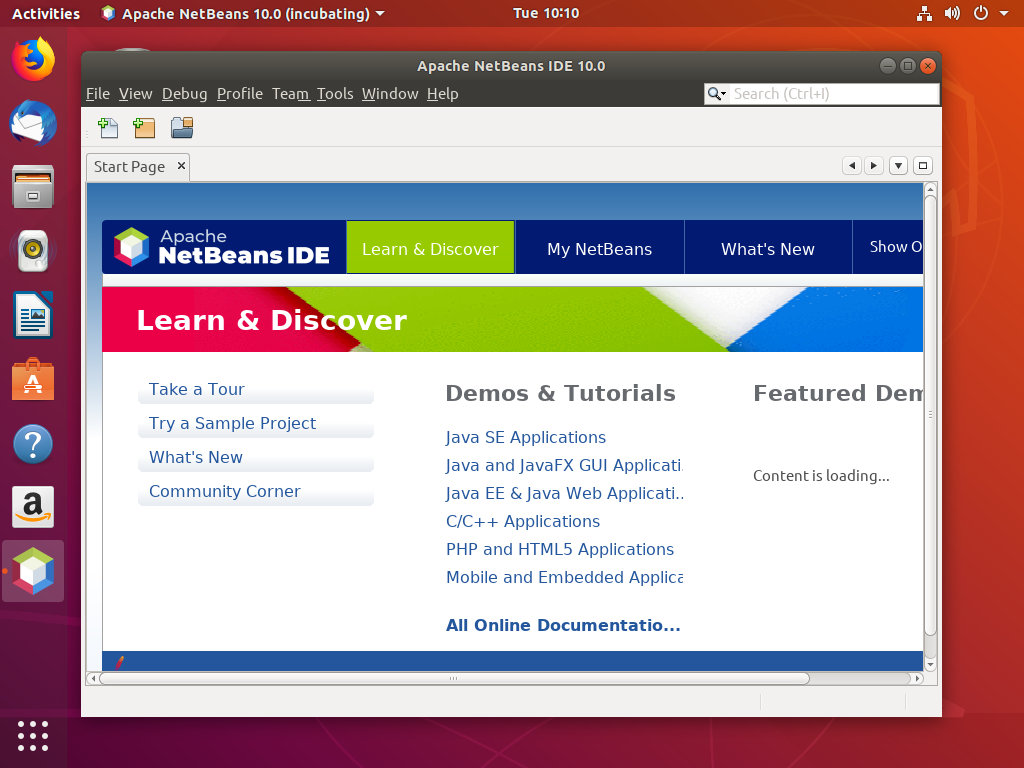 Activities Apache NetBeans 10.0 (incubating) Tue 10:10
Apache NetBeans IDE 10.0
File View Debug Profile Team Tools Window Help Search (Ctrl+I)
Start Page
Apache
NetBeans IDE Learn & Discover My NetBeans What's New Show O
Learn & Discover
Take a Tour
Try a Sample Project
What's New
Community Corner
Demos & Tutorials
Java SE Applications
Java and JavaFX GUI Applicati
Java EE & Java Web Applicati...
C/C++ Applications
PHP and HTML5 Applications
Mobile and Embedded Applica
All Online Documentatio...
Featured Dem
Content is loading...